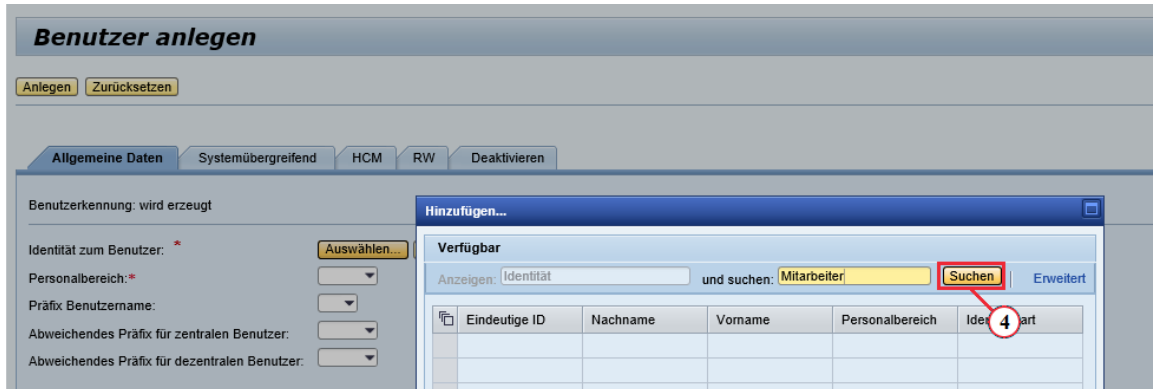 Benutzer anlegen
Anlegen Zurücksetzen
Allgemeine Daten Systemübergreifend HCM RW Deaktivieren
Benutzerkennung: wird erzeugt
Hinzufügen...
Identität zum Benutzer: * Auswählen...
Verfügbar
Personalbereich:*
Anzeigen: Identität und suchen: Mitarbeiter Suchen Erweitert
Präfix Benutzername:
Eindeutige ID Nachname Vorname Personalbereich
4
Abweichendes Präfix für zentralen Benutzer:
Abweichendes Präfix für dezentralen Benutzer: